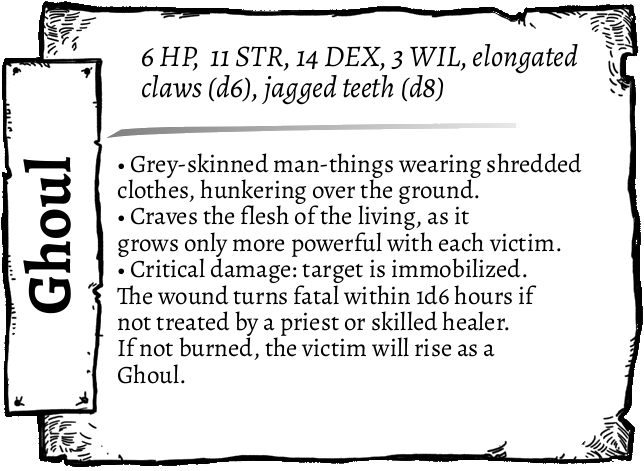 Ghoul
6 HP, 11 STR, 14 DEX, 3 WIL, elongated
claws (d6), jagged teeth (d8)
• Grey-skinned man-things wearing shredded
clothes, hunkering over the ground.
• Craves the flesh of the living, as it
grows only more powerful with each victim.
• Critical damage: target is immobilized.
The wound turns fatal within 1d6 hours if
not treated by a priest or skilled healer.
If not burned, the victim will rise as a
Ghoul.